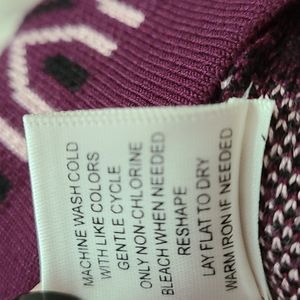 MACHINE WASH COLD
WITH LIKE COLORS
GENTLE CYCLE
ONLY NON-CHLORINE
BLEACH WHEN NEEDED
RESHAPE
LAY FLAT TO DRY
WARM IRON IF NEEDED